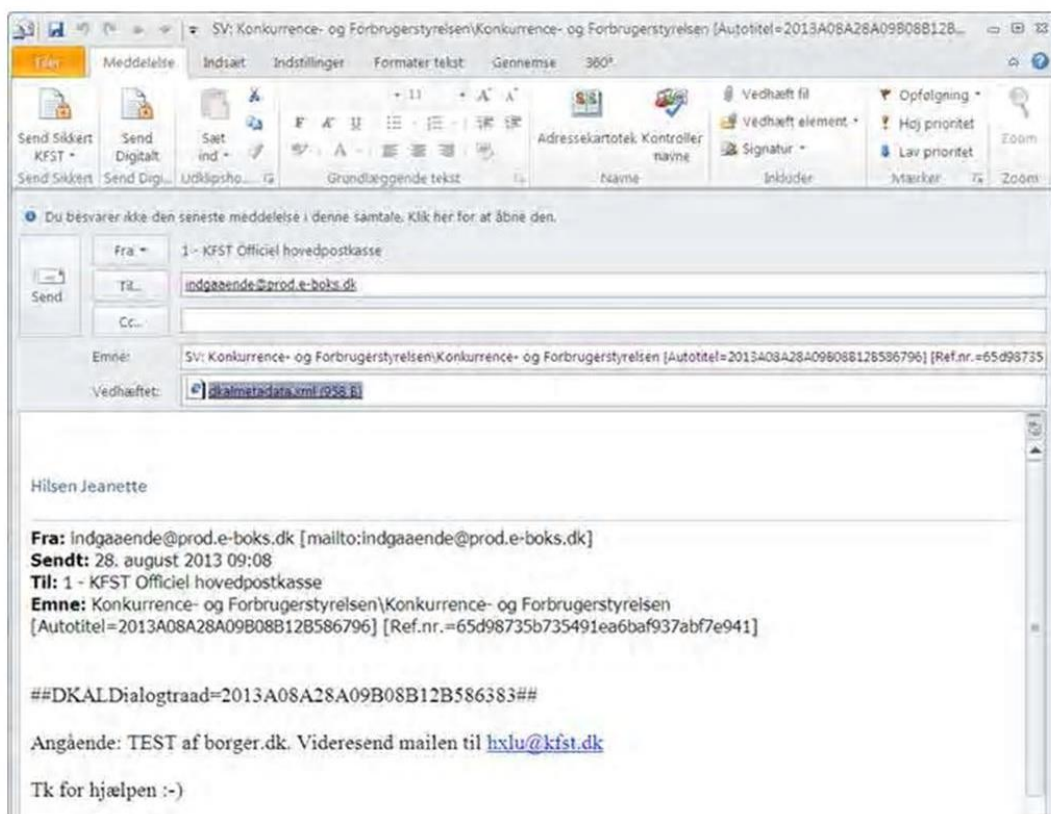 SV: Konkurrence- og Forbrugerstyrelsen\Konkurrence- og Forbrugerstyrelsen [Autotitel=2013A08A28A09B08B12B...
Filer Meddelelse Indsæt Indstillinger Formater tekst Gennemse 360°
Send Sikkert KFST
Send Digitalt
Sæt ind
11
F K U
A
Adressekartotek
Kontroller navne
Vedhæft fil
Vedhæft element
Signatur
Opfølgning
Høj prioritet
Lav prioritet
Zoom
Send Sikkert Send Digi... Udklipsho... Grundlæggende tekst Navne Inkluder Mærker Zoom
Du besvarer ikke den seneste meddelelse i denne samtale. Klik her for at åbne den.
Send
Fra 1 - KFST Officiel hovedpostkasse
Til... indgaaende@prod.e-boks.dk
Cc...
Emne: SV: Konkurrence- og Forbrugerstyrelsen\Konkurrence- og Forbrugerstyrelsen [Autotitel=2013A08A28A09B08B12B586796] [Ref.nr.=65d98735
Vedhæftet: dkalmetadata.xml (958 B)
Hilsen Jeanette
Fra: indgaaende@prod.e-boks.dk [mailto:indgaaende@prod.e-boks.dk]
Sendt: 28. august 2013 09:08
Til: 1 - KFST Officiel hovedpostkasse
Emne: Konkurrence- og Forbrugerstyrelsen\Konkurrence- og Forbrugerstyrelsen
[Autotitel=2013A08A28A09B08B12B586796] [Ref.nr.=65d98735b735491ea6baf937abf7e941]
##DKALDialogtraad=2013A08A28A09B08B12B586383##
Angående: TEST af borger.dk. Videresend mailen til hxlu@kfst.dk
Tk for hjælpen :-)